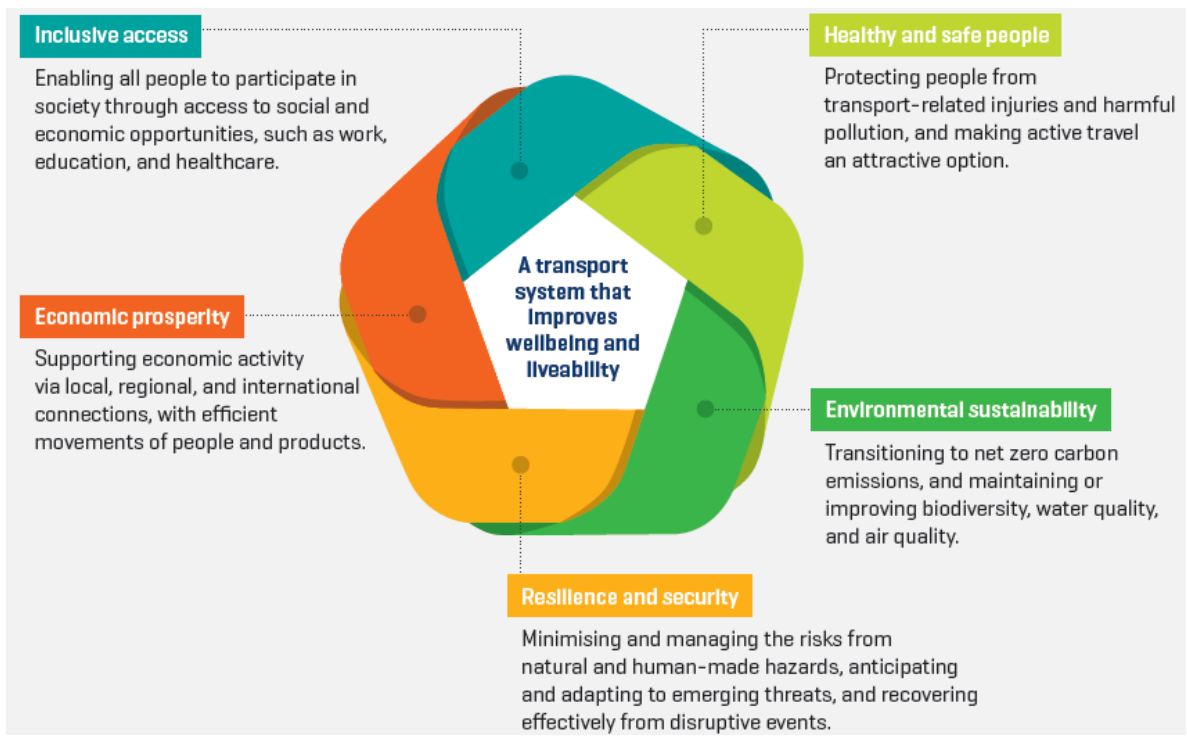 Inclusive access
Enabling all people to participate in
society through access to social and
economic opportunities, such as work,
education, and healthcare.
Healthy and safe people
Protecting people from
transport-related injuries and harmful
pollution, and making active travel
an attractive option.
A transport
system that
improves
wellbeing and
liveability
Economic prosperity
Supporting economic activity
via local, regional, and international
connections, with efficient
movements of people and products.
Environmental sustainability
Transitioning to net zero carbon
emissions, and maintaining or
improving biodiversity, water quality,
and air quality.
Resilience and security
Minimising and managing the risks from
natural and human-made hazards, anticipating
and adapting to emerging threats, and recovering
effectively from disruptive events.